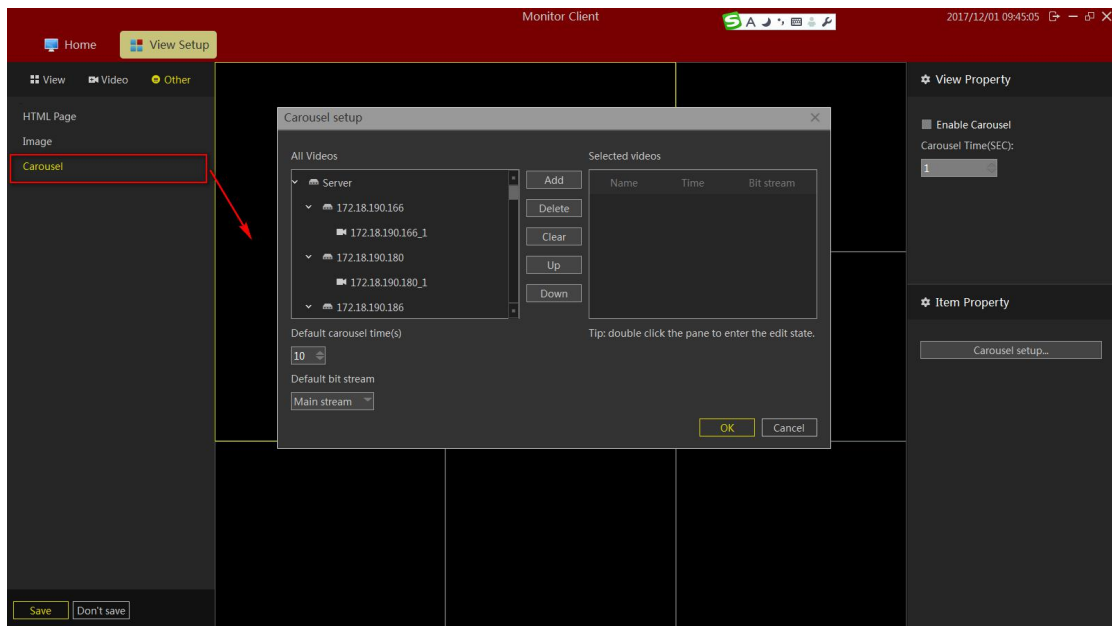 Monitor Client
2017/12/01 09:45:05
Home
View Setup
View
Video
Other
HTML Page
Image
Carousel
Carousel setup
All Videos
Server
172.18.190.166
172.18.190.166_1
172.18.190.180
172.18.190.180_1
172.18.190.186
Add
Delete
Clear
Up
Down
Selected videos
Name Time Bit stream
Default carousel time(s)
10
Tip: double click the pane to enter the edit state.
Default bit stream
Main stream
OK
Cancel
View Property
Enable Carousel
Carousel Time(SEC):
1
Item Property
Carousel setup...
Save
Don't save
S A